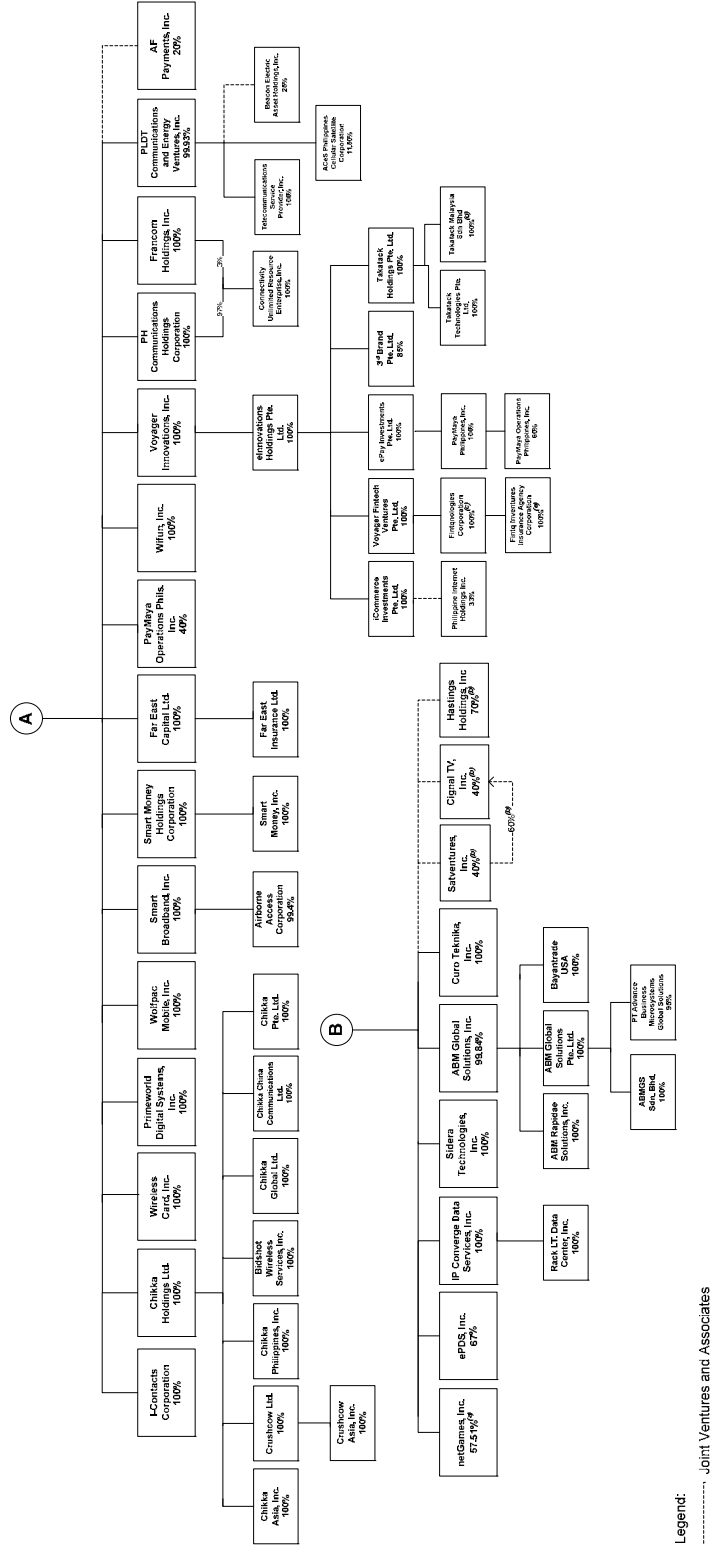 A
I-Contacts
Corporation
100%
Chikka
Holdings Ltd.
100%
Wireless
Card, Inc.
100%
Primeworld
Digital Systems,
Inc.
100%
Wolfpac
Mobile, Inc.
100%
Smart
Broadband, Inc.
100%
Smart Money
Holdings
Corporation
100%
Far East
Capital Ltd.
100%
PayMaya
Operations Phils.
Inc.
40%
Wifun, Inc.
100%
Voyager
Innovations, Inc.
100%
PH
Communications
Holdings
Corporation
100%
Francom
Holdings, Inc.
100%
PLDT
Communications
and Energy
Ventures, Inc.
99.93%
AF
Payments, Inc.
20%
Chikka
Asia, Inc.
100%
Crushcow Ltd.
100%
Chikka
Philippines, Inc.
100%
Bidshot
Wireless
Services, Inc.
100%
Chikka
Global Ltd.
100%
Chikka China
Communications
Ltd.
100%
Chikka
Pte. Ltd.
100%
Airborne
Access
Corporation
99.4%
Smart
Money, Inc.
100%
Far East
Insurance Ltd.
100%
eInnovations
Holdings Pte.
Ltd.
100%
97%
3%
Connectivity
Unlimited Resource
Enterprise, Inc.
100%
Telecommunications
Service
Provider, Inc.
100%
Beacon Electric
Asset Holdings, Inc.
25%
Crushcow
Asia, Inc.
100%
ACeS Philippines
Cellular Satellite
Corporation
iCommerce
Investments
Pte. Ltd.
100%
Voyager Fintech
Ventures
Pte. Ltd.
100%
ePay Investments
Pte. Ltd.
100%
3rd Brand
Pte. Ltd.
85%
Takatack
Holdings Pte. Ltd.
100%
Philippine Internet
Holdings Inc.
33%
Fintqnologies
Corporation
100%(c)
PayMaya
Philippines, Inc.
100%
Takatack
Technologies Pte.
Ltd.
100%
Takatack Malaysia
Sdn Bhd
100%
Fintq Inventures
Insurance Agency
Corporation
100%
PayMaya Operations
Philippines, Inc.
60%
B
netGames, Inc.
57.51%
ePDS, Inc.
67%
IP Converge Data
Services, Inc.
100%
Sidera
Technologies,
Inc.
100%
ABM Global
Solutions, Inc.
99.84%
Curo Teknika,
Inc.
100%
Satventures,
Inc.
40%(b)
Cignal TV,
Inc.
40%(b)
Hastings
Holdings, Inc
70%(b)
60%(b)
Rack I.T. Data
Center, Inc.
100%
ABM Rapidae
Solutions, Inc.
100%
ABM Global
Solutions
Pte. Ltd.
100%
Bayantrade
USA
100%
ABMGS
Sdn. Bhd.
100%
PT Advance
Business
Microsystems
Global Solutions
95%
Legend:
Joint Ventures and Associates